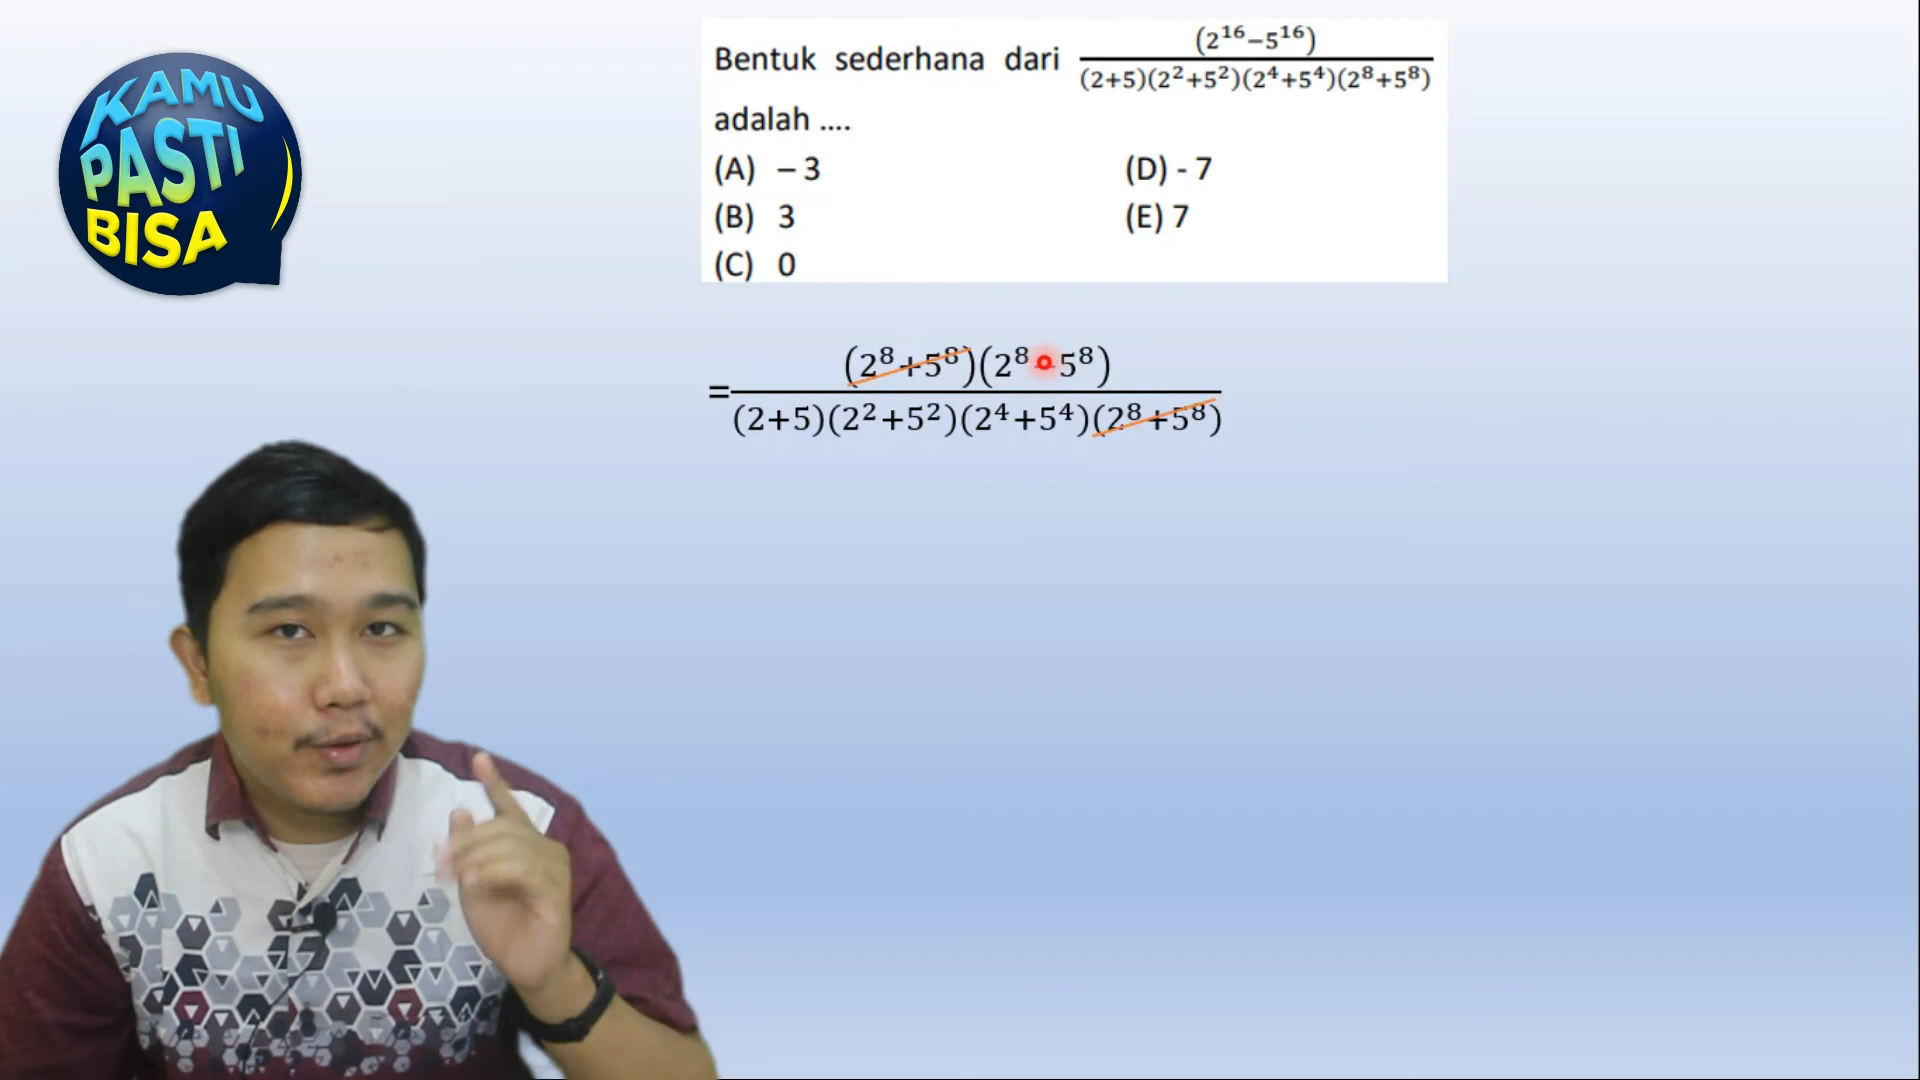 KAMU
PASTI
BISA
Bentuk sederhana dari (2¹⁶−5¹⁶) / (2+5)(2²+5²)(2⁴+5⁴)(2⁸+5⁸)
adalah ....
(A) – 3 (D) - 7
(B) 3 (E) 7
(C) 0
= (2⁸+5⁸)(2⁸ 5⁸) / (2+5)(2²+5²)(2⁴+5⁴)(2⁸+5⁸)